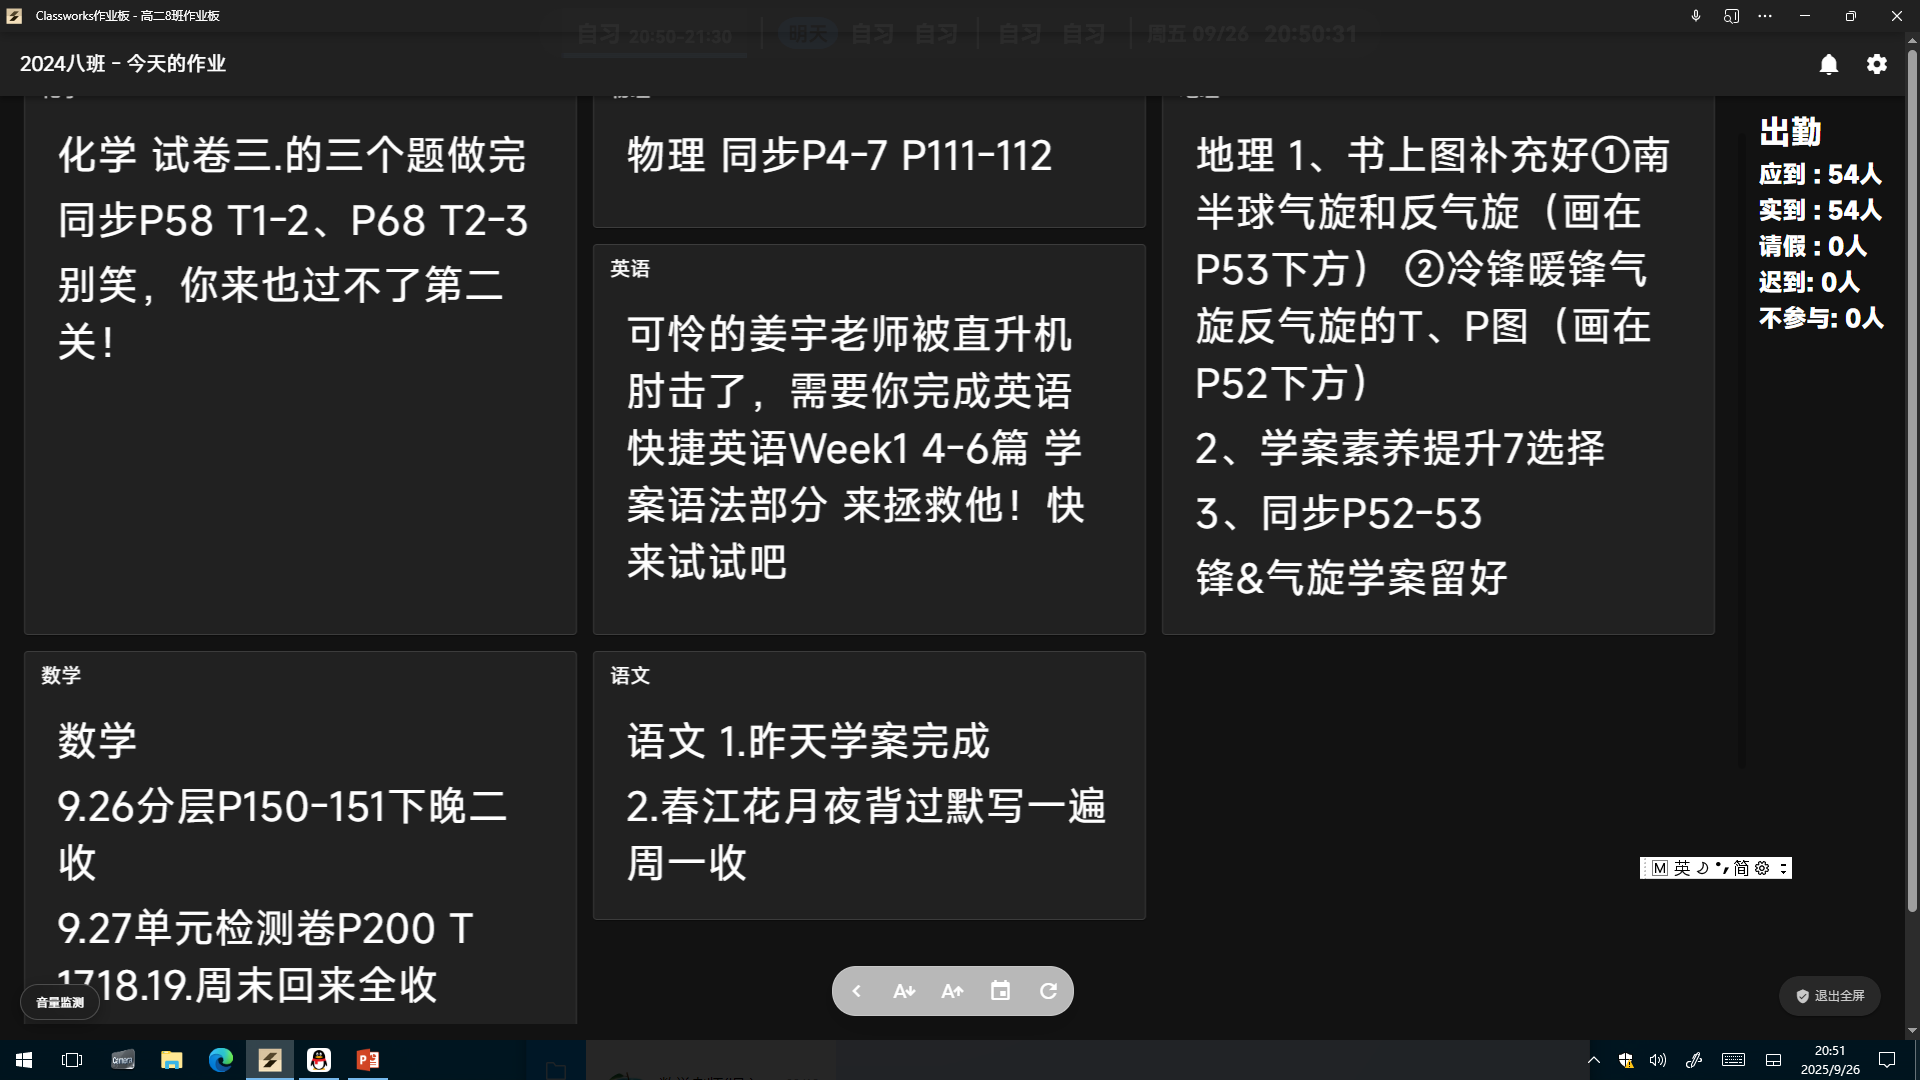 Classworks作业板 - 高二8班作业板
自习 20:50-21:30 明天 自习 自习 自习 自习 周五 09/26 20:50:31
2024八班 - 今天的作业
化学 试卷三.的三个题做完
同步P58 T1-2、P68 T2-3
别笑，你来也过不了第二
关！
物理 同步P4-7 P111-112
英语
可怜的姜宇老师被直升机
肘击了，需要你完成英语
快捷英语Week1 4-6篇 学
案语法部分 来拯救他！快
来试试吧
地理 1、书上图补充好①南
半球气旋和反气旋（画在
P53下方） ②冷锋暖锋气
旋反气旋的T、P图（画在
P52下方）
2、学案素养提升7选择
3、同步P52-53
锋&气旋学案留好
出勤
应到 : 54人
实到 : 54人
请假 : 0人
迟到: 0人
不参与: 0人
数学
数学
9.26分层P150-151下晚二
收
9.27单元检测卷P200 T
1718.19.周末回来全收
语文
语文 1.昨天学案完成
2.春江花月夜背过默写一遍
周一收
M 英 简
音量监测
退出全屏
20:51
2025/9/26